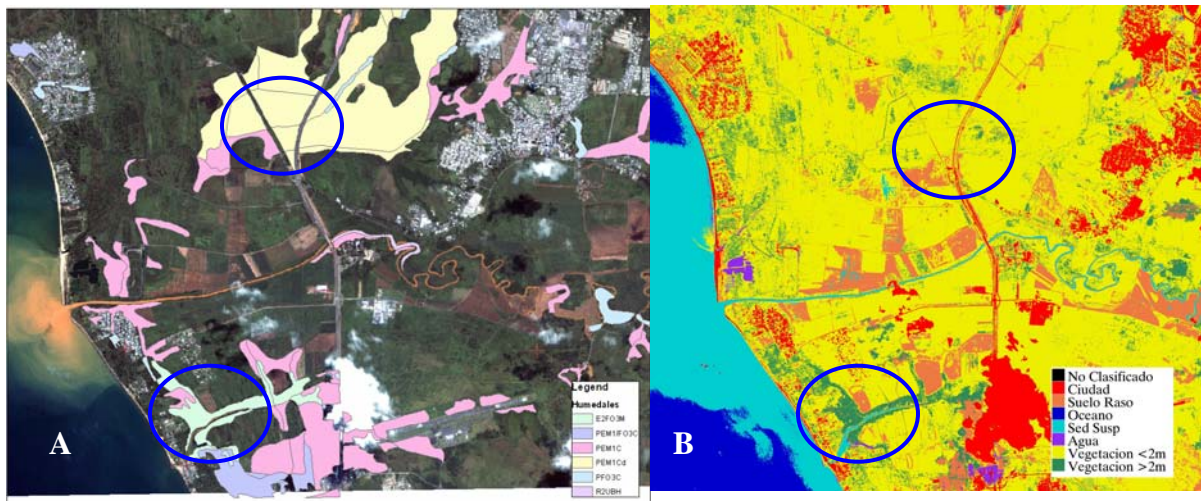 A
Legend
Humedales
E2FO3M
PEM1/FO3C
PEM1C
PEM1Cd
PFO3C
R2UBH
B
No Clasificado
Ciudad
Suelo Raso
Oceano
Sed Susp
Agua
Vegetacion <2m
Vegetacion >2m